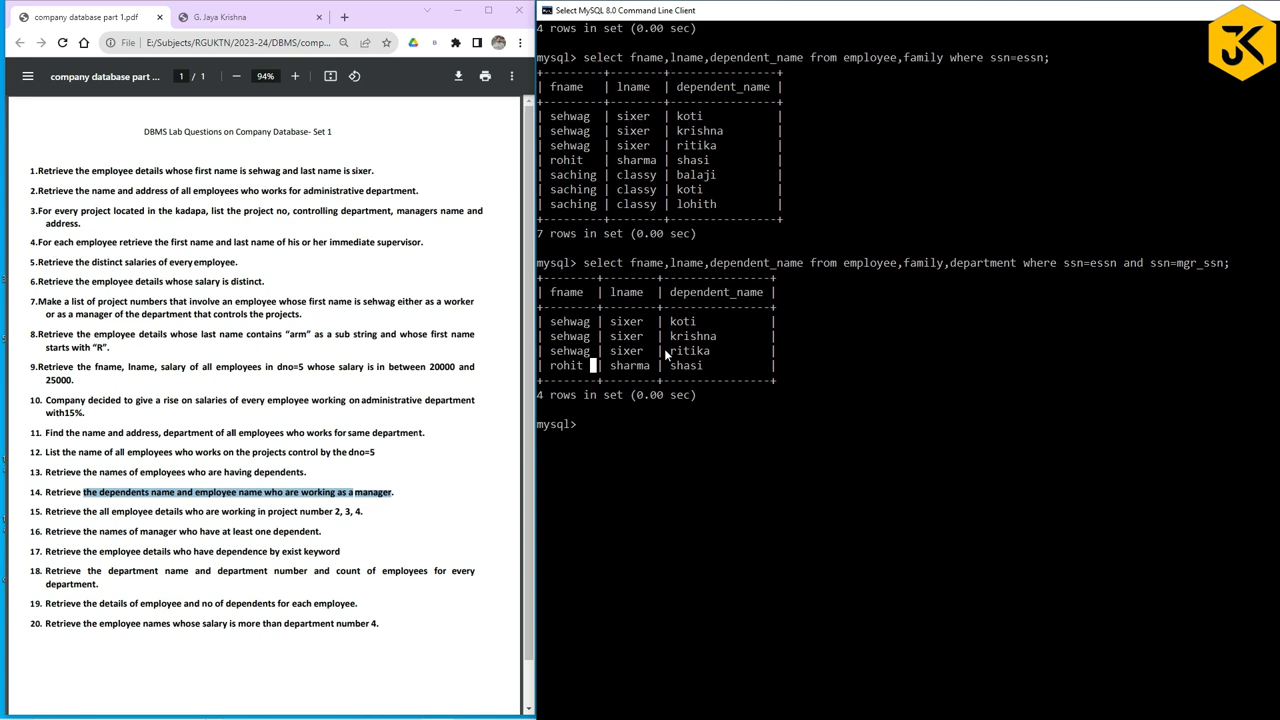 company database part 1.pdf
G. Jaya Krishna
File
E:/Subjects/RGUKTN/2023-24/DBMS/comp...
company database part ...
1 / 1
94%
DBMS Lab Questions on Company Database- Set 1
1.Retrieve the employee details whose first name is sehwag and last name is sixer.
2.Retrieve the name and address of all employees who works for administrative department.
3.For every project located in the kadapa, list the project no, controlling department, managers name and
address.
4.For each employee retrieve the first name and last name of his or her immediate supervisor.
5.Retrieve the distinct salaries of every employee.
6.Retrieve the employee details whose salary is distinct.
7.Make a list of project numbers that involve an employee whose first name is sehwag either as a worker
or as a manager of the department that controls the projects.
8.Retrieve the employee details whose last name contains “arm” as a sub string and whose first name
starts with “R”.
9.Retrieve the fname, lname, salary of all employees in dno=5 whose salary is in between 20000 and
25000.
10. Company decided to give a rise on salaries of every employee working on administrative department
with15%.
11. Find the name and address, department of all employees who works for same department.
12. List the name of all employees who works on the projects control by the dno=5
13. Retrieve the names of employees who are having dependents.
14. Retrieve the dependents name and employee name who are working as a manager.
15. Retrieve the all employee details who are working in project number 2, 3, 4.
16. Retrieve the names of manager who have at least one dependent.
17. Retrieve the employee details who have dependence by exist keyword
18. Retrieve the department name and department number and count of employees for every
department.
19. Retrieve the details of employee and no of dependents for each employee.
20. Retrieve the employee names whose salary is more than department number 4.
Select MySQL 8.0 Command Line Client
4 rows in set (0.00 sec)
mysql> select fname,lname,dependent_name from employee,family where ssn=essn;
+---------+--------+----------------+
| fname   | lname  | dependent_name |
+---------+--------+----------------+
| sehwag  | sixer  | koti           |
| sehwag  | sixer  | krishna        |
| sehwag  | sixer  | ritika         |
| rohit   | sharma | shasi          |
| saching | classy | balaji         |
| saching | classy | koti           |
| saching | classy | lohith         |
+---------+--------+----------------+
7 rows in set (0.00 sec)
mysql> select fname,lname,dependent_name from employee,family,department where ssn=essn and ssn=mgr_ssn;
+--------+--------+----------------+
| fname  | lname  | dependent_name |
+--------+--------+----------------+
| sehwag | sixer  | koti           |
| sehwag | sixer  | krishna        |
| sehwag | sixer  | ritika         |
| rohit  | sharma | shasi          |
+--------+--------+----------------+
4 rows in set (0.00 sec)
mysql>
JK